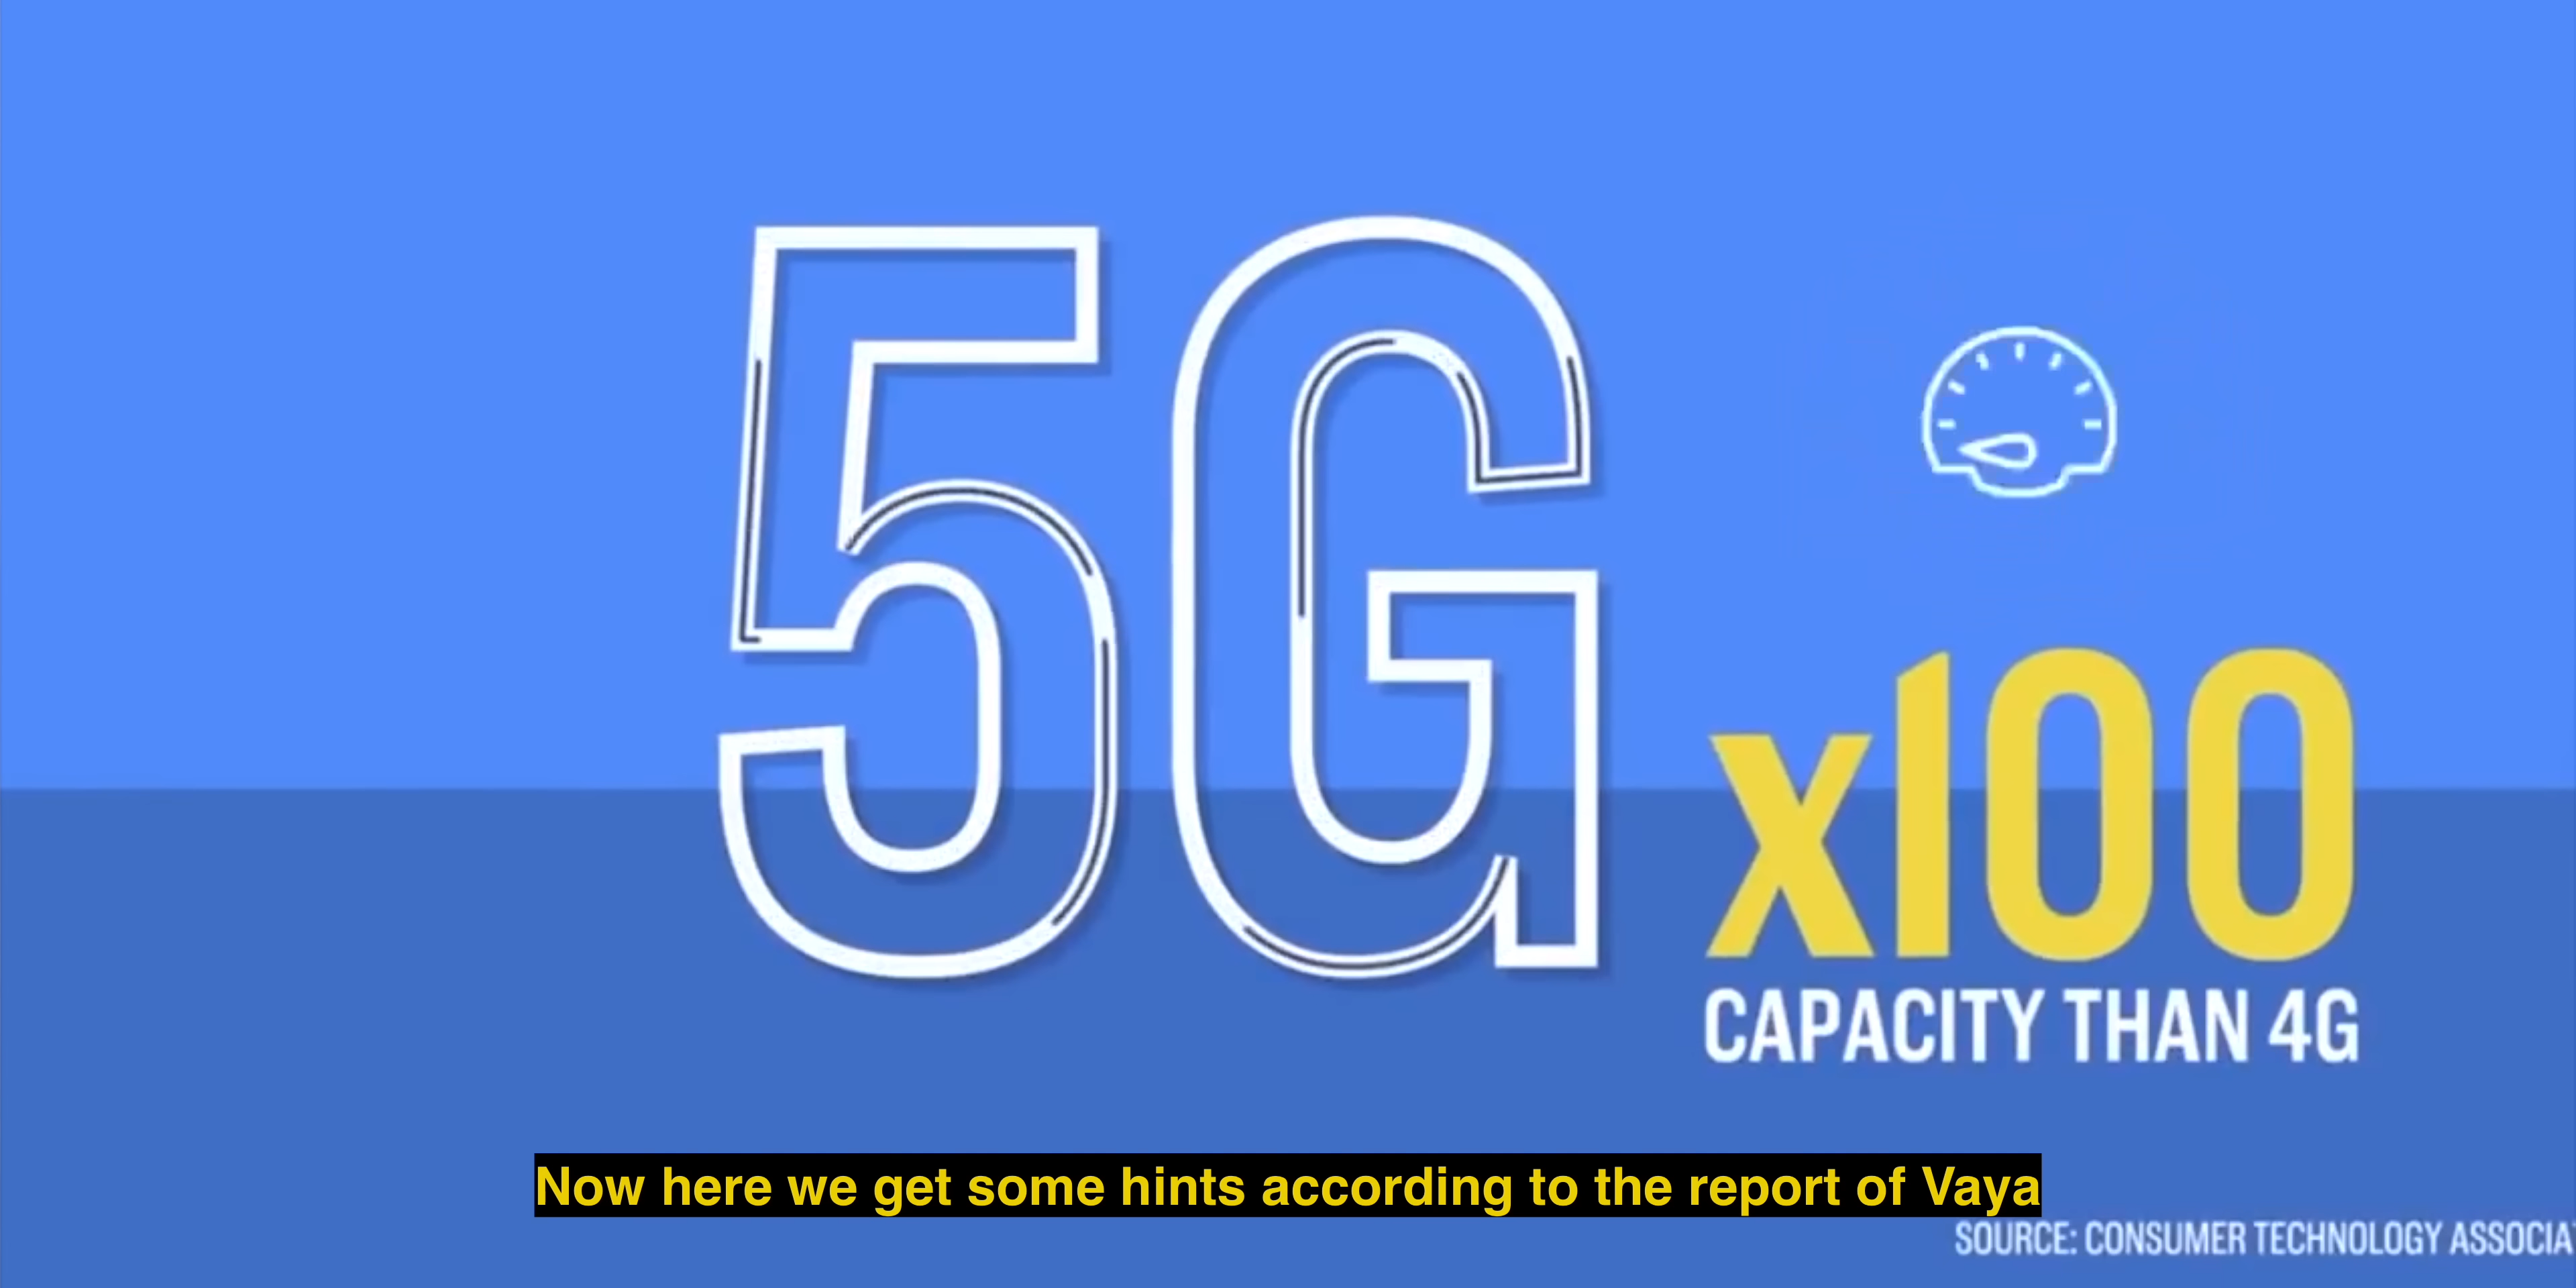 5G
x100
CAPACITY THAN 4G
Now here we get some hints according to the report of Vaya
SOURCE: CONSUMER TECHNOLOGY